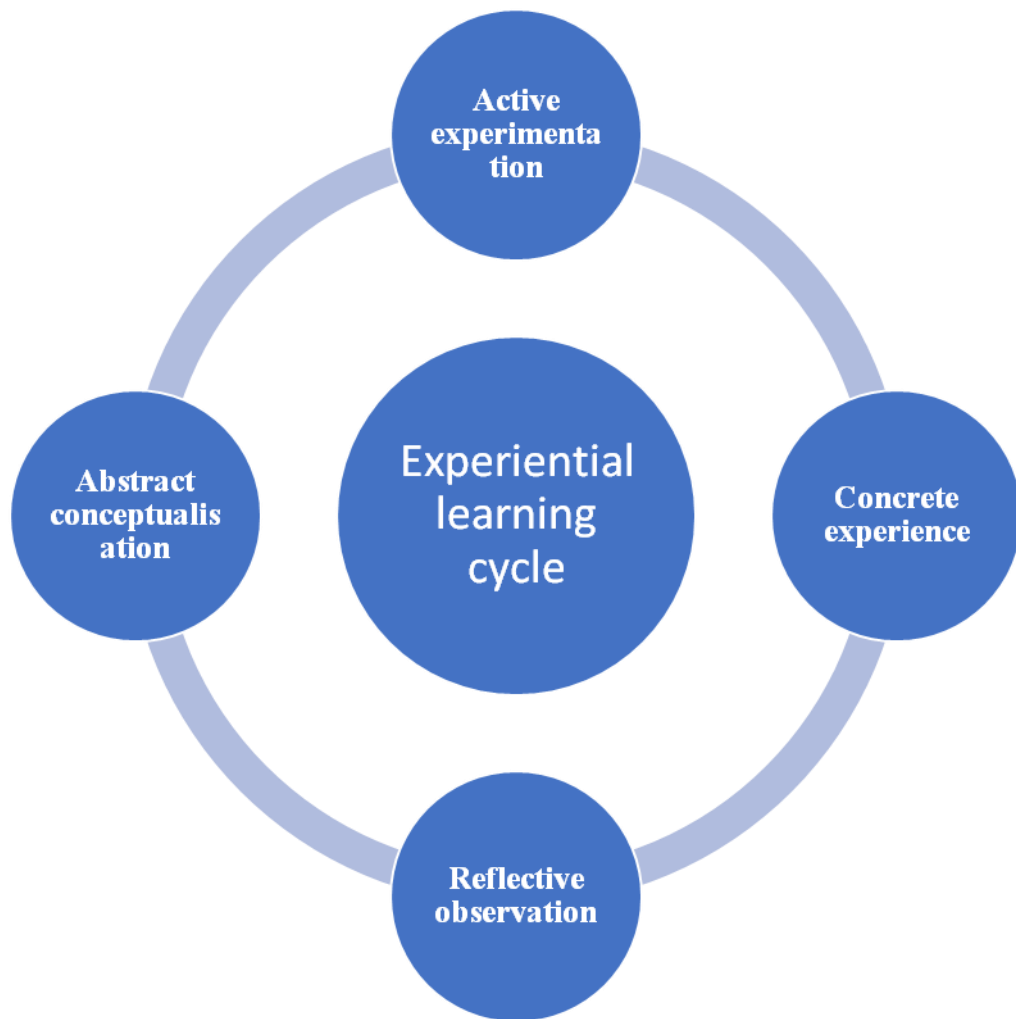 Active
experimenta
tion
Abstract
conceptualis
ation
Experiential
learning
cycle
Concrete
experience
Reflective
observation